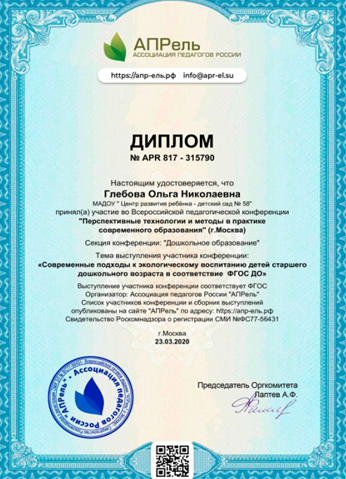 АПРель
АССОЦИАЦИЯ ПЕДАГОГОВ РОССИИ
https://апр-ель.рф info@apr-el.su
ДИПЛОМ
№ APR 817 - 315790
Настоящим удостоверяется, что
Глебова Ольга Николаевна
МАДОУ " Центр развития ребёнка - детский сад № 58"
принял(а) участие во Всероссийской педагогической конференции
"Перспективные технологии и методы в практике
современного образования" (г.Москва)
Секция конференции: "Дошкольное образование"
Тема выступления участника конференции:
«Современные подходы к экологическому воспитанию детей старшего
дошкольного возраста в соответствие ФГОС ДО»
Выступление участника конференции соответствует ФГОС
Организатор: Ассоциация педагогов России "АПРель"
Список участников конференции и сборник выступлений
опубликованы на сайте "АПРель" по адресу: https://apr-el.ru
Свидетельство Роскомнадзора о регистрации СМИ №ФС77-56431
г.Москва
23.03.2020
Председатель Оргкомитета
Лаптев А.Ф.
Ассоциация педагогов России "АПРель"